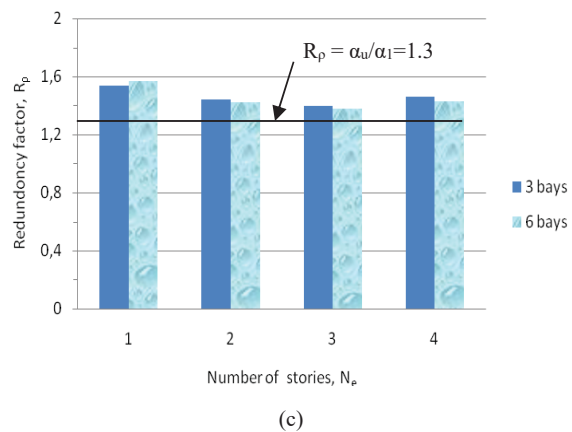 2
1,6
1,2
0,8
0,4
0
Redundoncy factor, Rρ
Rρ = αu/α1=1.3
3 bays
6 bays
1 2 3 4
Number of stories, Ne
(c)